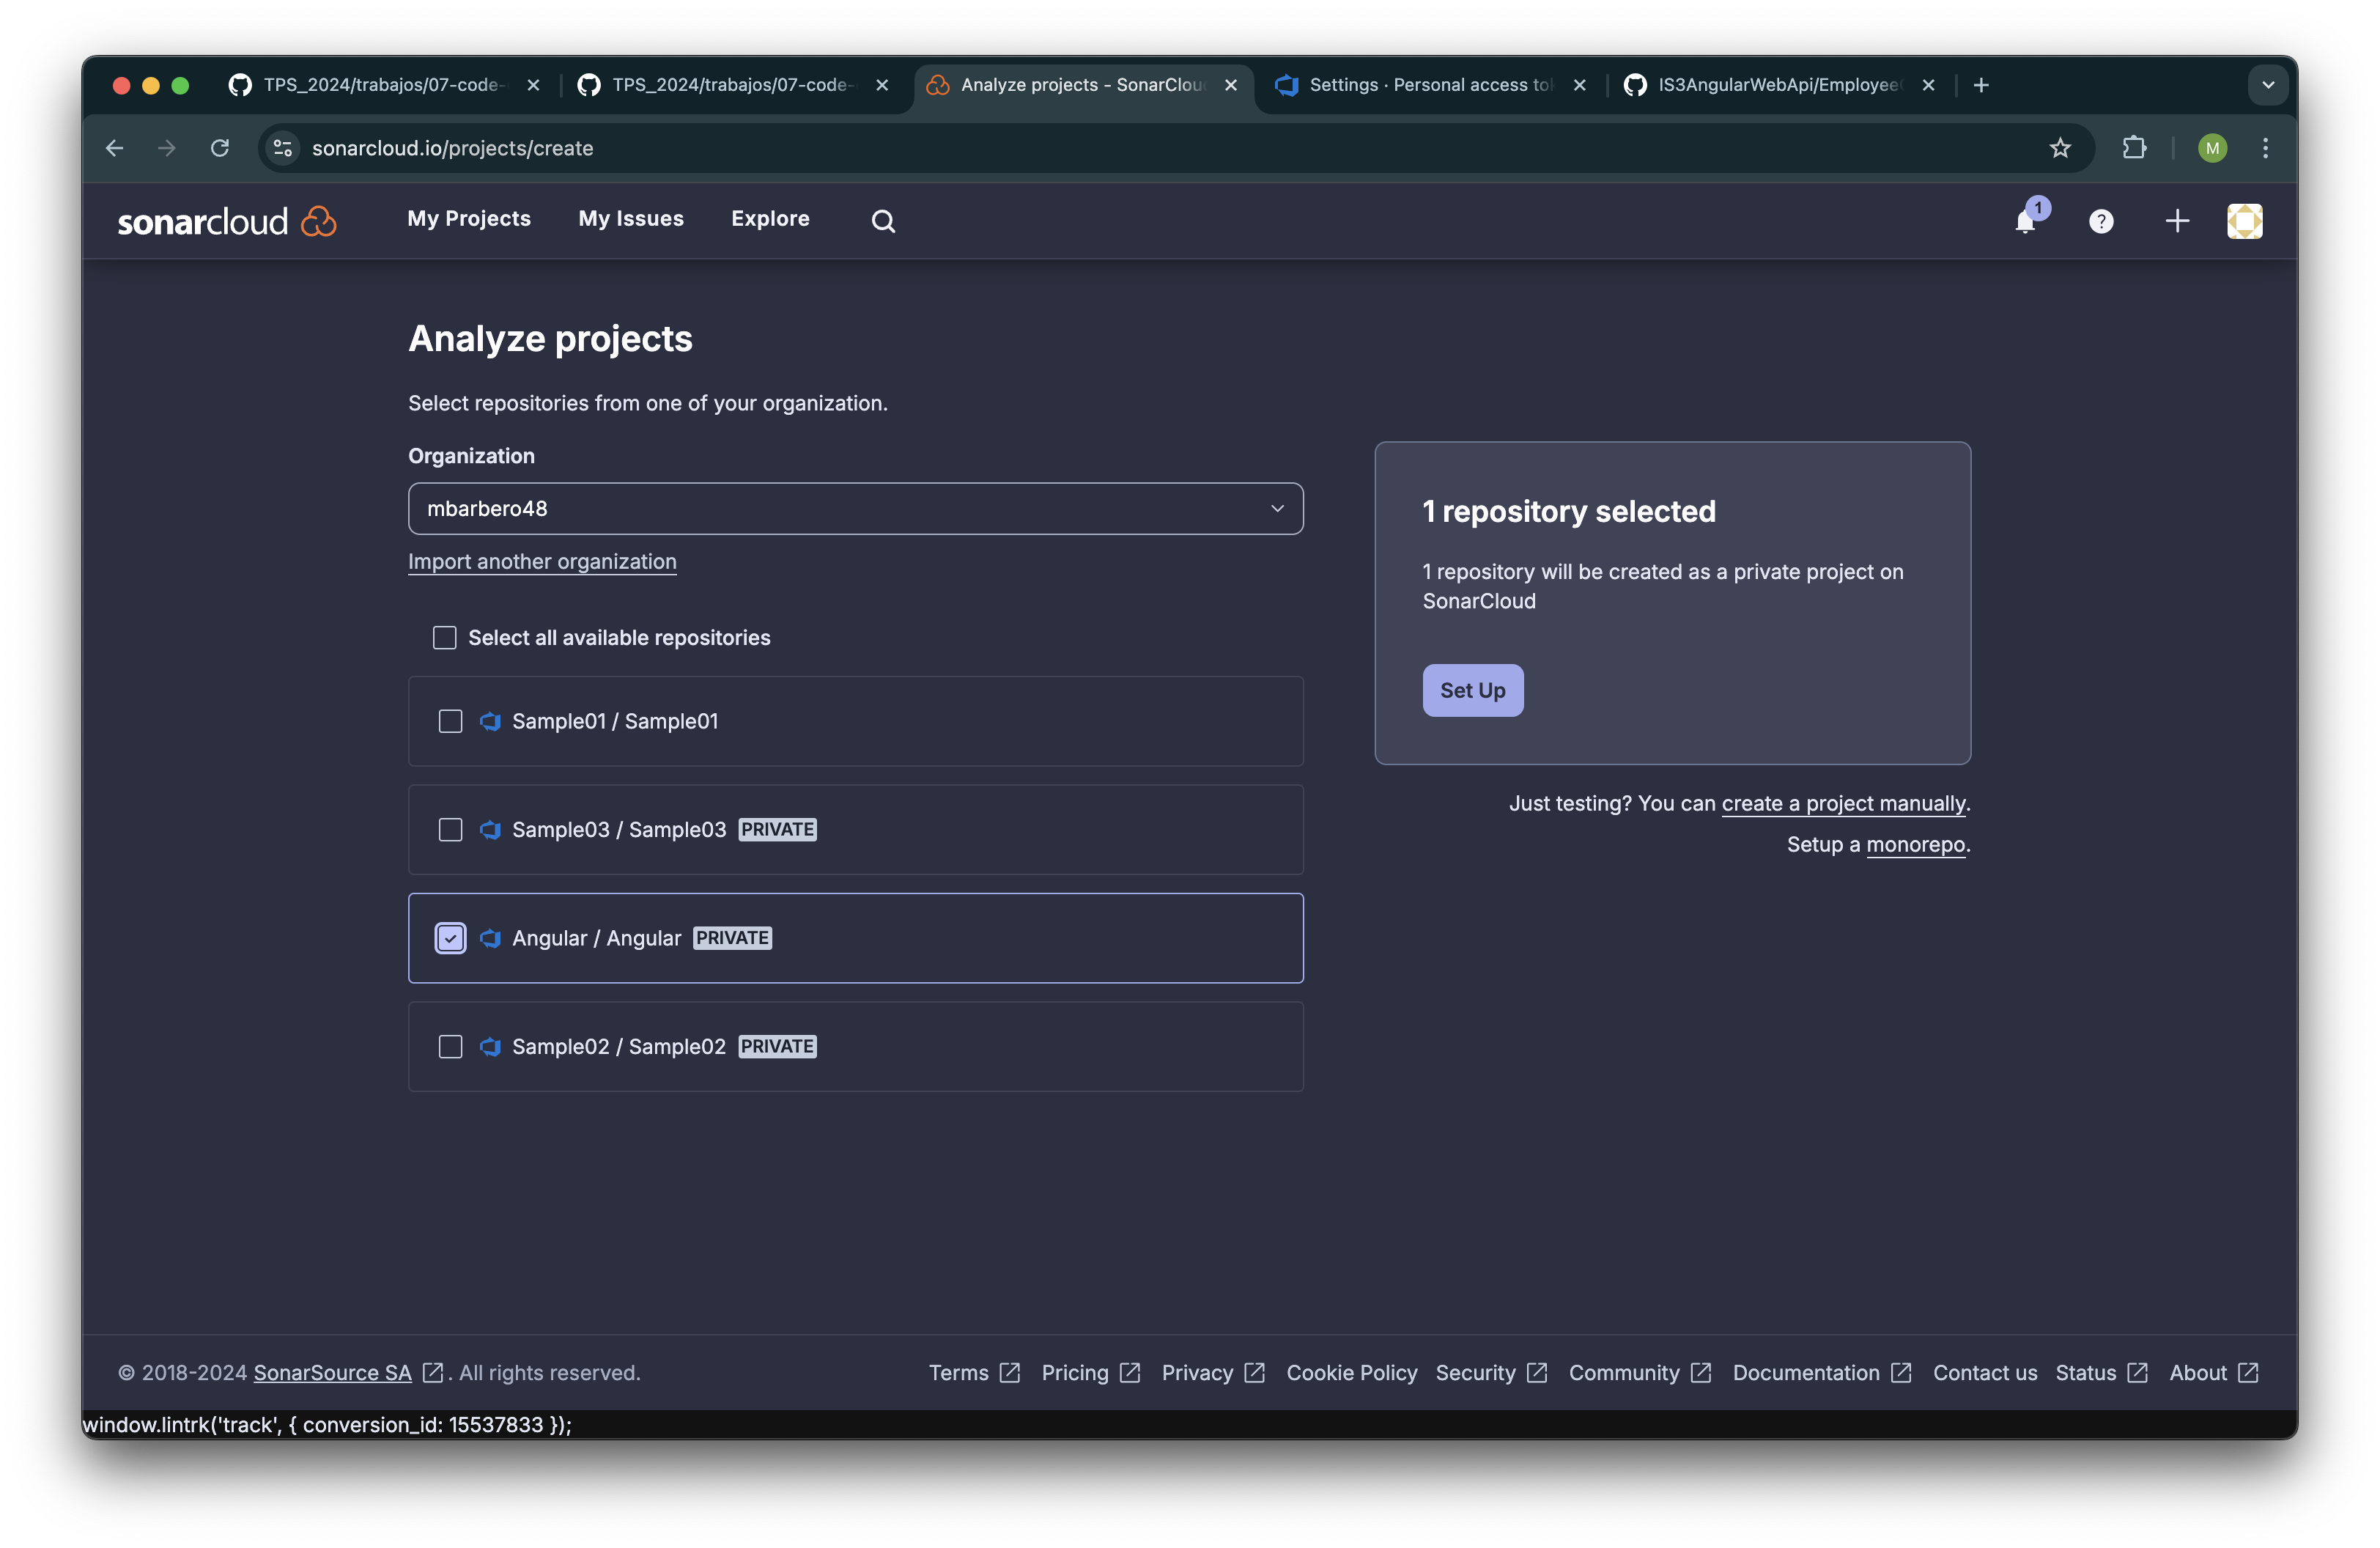 TPS_2024/trabajos/07-code-
TPS_2024/trabajos/07-code-
Analyze projects - SonarClou
Settings · Personal access to
IS3AngularWebApi/Employee
sonarcloud.io/projects/create
M
sonarcloud
My Projects
My Issues
Explore
1
?
Analyze projects
Select repositories from one of your organization.
Organization
mbarbero48
Import another organization
Select all available repositories
Sample01 / Sample01
Sample03 / Sample03 PRIVATE
Angular / Angular PRIVATE
Sample02 / Sample02 PRIVATE
1 repository selected
1 repository will be created as a private project on
SonarCloud
Set Up
Just testing? You can create a project manually.
Setup a monorepo.
© 2018-2024 SonarSource SA . All rights reserved.
Terms
Pricing
Privacy
Cookie Policy
Security
Community
Documentation
Contact us
Status
About
window.lintrk('track', { conversion_id: 15537833 });